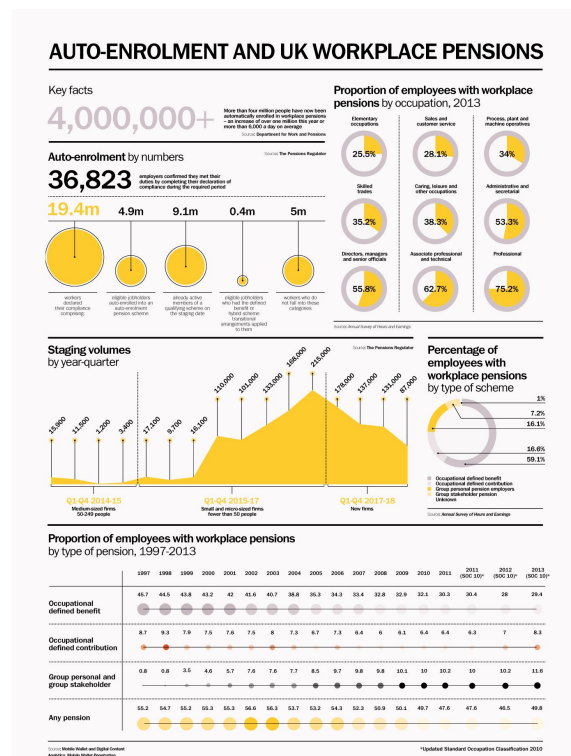 AUTO-ENROLMENT AND UK WORKPLACE PENSIONS
Key facts
4,000,000+
More than four million people have now been
automatically enrolled in workplace pensions
– an increase of over one million this year or
more than 6,000 a day on average
Source: Department for Work and Pensions
Auto-enrolment by numbers
Source: The Pensions Regulator
36,823
employers confirmed they met their
duties by completing their declaration of
compliance during the required period
19.4m 4.9m 9.1m 0.4m 5m
workers
declared
their compliance
comprising:
eligible jobholders
auto-enrolled into an
auto-enrolment
pension scheme
already active
members of a
qualifying scheme on
the staging date
eligible jobholders
who had the defined
benefit or
hybrid scheme
transitional
arrangements applied
to them
workers who do
not fall into these
categories
Proportion of employees with workplace
pensions by occupation, 2013
Elementary
occupations
25.5%
Sales and
customer service
28.1%
Process, plant and
machine operatives
34%
Skilled
trades
35.2%
Caring, leisure and
other occupations
38.3%
Administrative and
secretarial
53.3%
Directors, managers
and senior officials
55.8%
Associate professional
and technical
62.7%
Professional
75.2%
Source: Annual Survey of Hours and Earnings
Staging volumes
by year-quarter
Source: The Pensions Regulator
15,900 11,500 1,200 3,400 17,100 9,700 16,100 110,000 101,000 133,000 168,000 215,000 178,000 137,000 131,000 87,000
Q1-Q4 2014-15
Medium-sized firms
50-249 people
Q1-Q4 2015-17
Small and micro-sized firms
fewer than 50 people
Q1-Q4 2017-18
New firms
Percentage of
employees with
workplace pensions
by type of scheme
1%
7.2%
16.1%
16.6%
59.1%
Occupational defined benefit
Occupational defined contribution
Group personal pension employers
Group stakeholder pension
Unknown
Source: Annual Survey of Hours and Earnings
Proportion of employees with workplace pensions
by type of pension, 1997-2013
1997 1998 1999 2000 2001 2002 2003 2004 2005 2006 2007 2008 2009 2010 2011 2011 (SOC 10)* 2012 (SOC 10)* 2013 (SOC 10)*
Occupational
defined benefit
45.7 44.5 43.8 43.2 42 41.6 40.7 38.8 35.3 34.3 33.4 32.8 32.9 32.1 30.3 30.4 28 29.4
Occupational
defined contribution
8.7 9.3 7.9 7.5 7.6 7.5 8 7.3 6.7 7.3 6.4 6 6.1 6.4 6.4 6.3 7 8.3
Group personal and
group stakeholder
0.8 0.8 3.5 4.6 5.7 7.6 7.6 7.7 8.5 9.7 9.8 9.8 10.1 10 10.2 10 10.2 11.6
Any pension
55.2 54.7 55.2 55.3 55.3 56.6 56.3 53.7 53.2 54.3 52.3 50.9 50.1 49.7 47.6 47.6 46.5 49.8
Source: Mobile Wallet and Digital Content
Analytics, Mobile Wallet Penetration
*Updated Standard Occupation Classification 2010